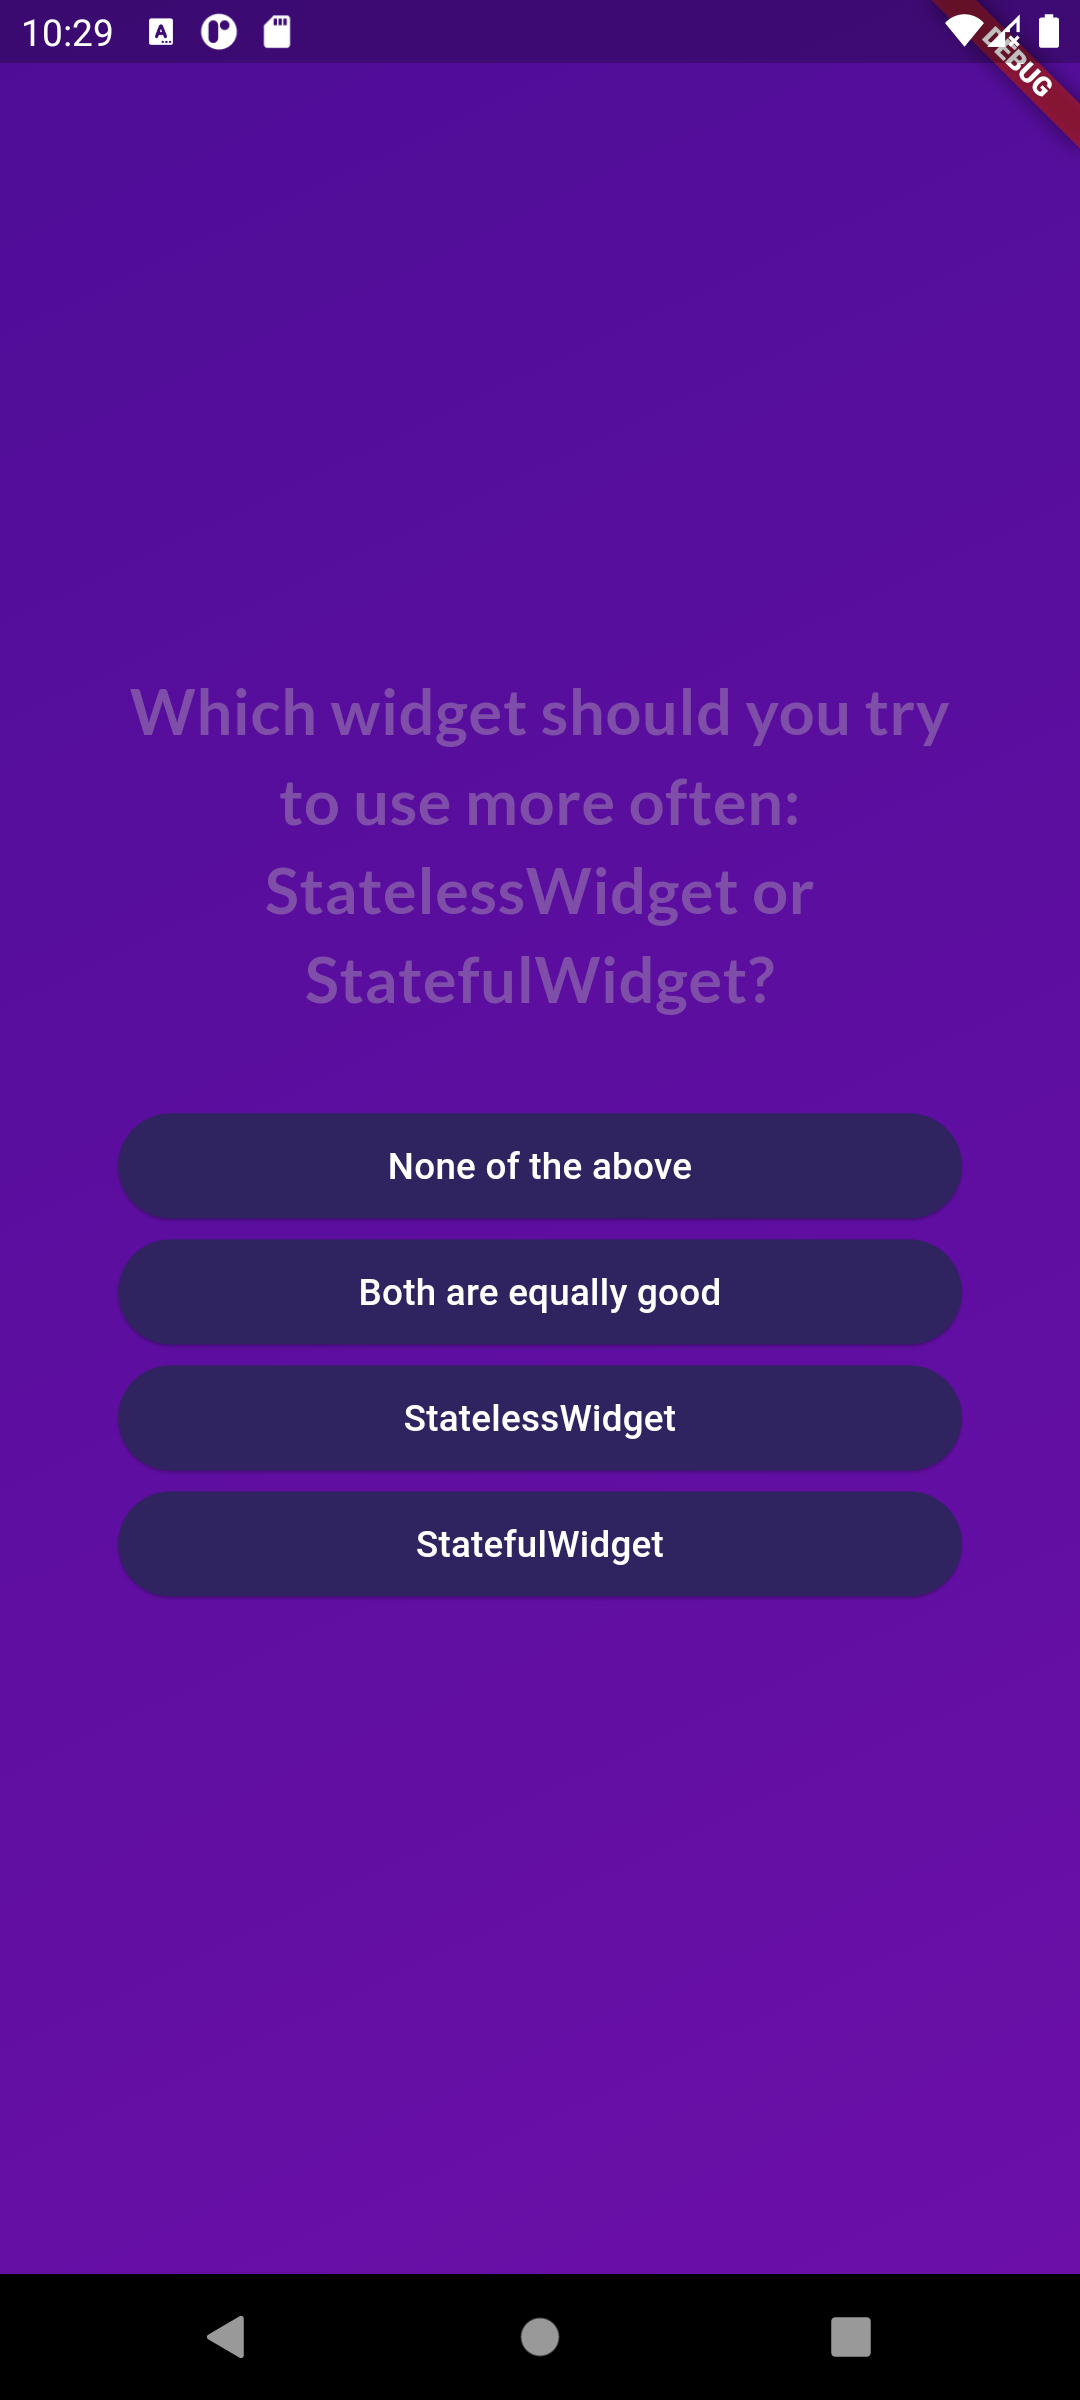 10:29
DEBUG
Which widget should you try
to use more often:
StatelessWidget or
StatefulWidget?
None of the above
Both are equally good
StatelessWidget
StatefulWidget